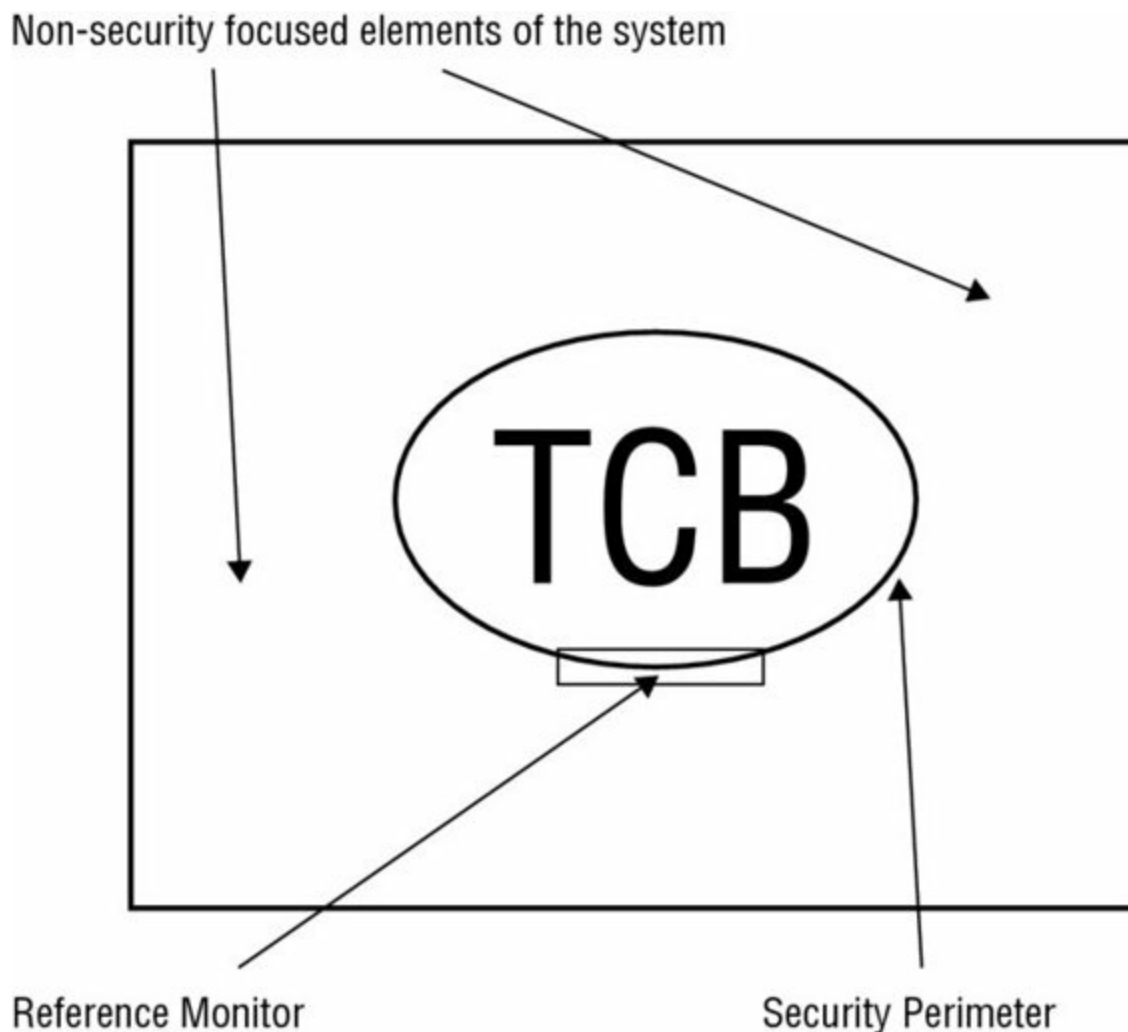 Non-security focused elements of the system
TCB
Reference Monitor
Security Perimeter